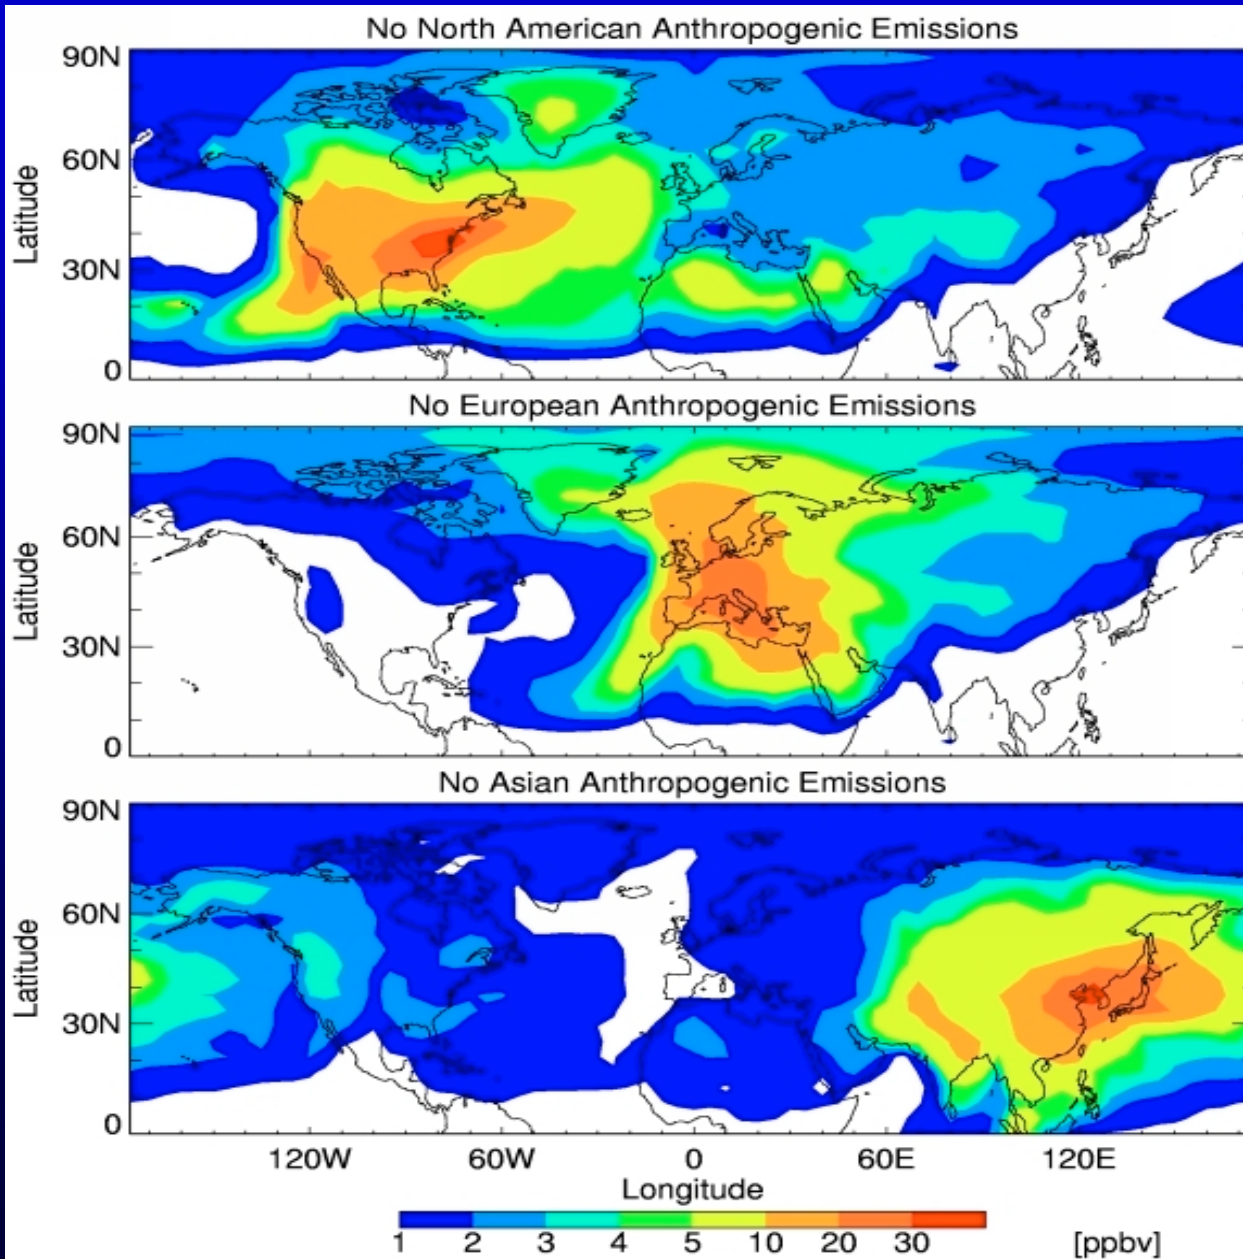 No North American Anthropogenic Emissions
90N
60N
30N
0
Latitude
No European Anthropogenic Emissions
90N
60N
30N
0
Latitude
No Asian Anthropogenic Emissions
90N
60N
30N
0
Latitude
120W 60W 0 60E 120E
Longitude
1 2 3 4 5 10 20 30 [ppbv]